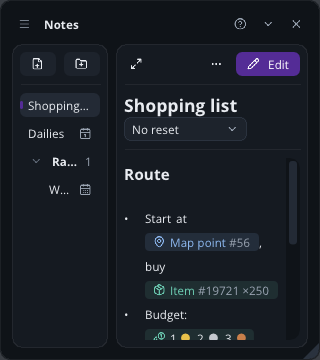 Notes
Edit
Shopping...
Dailies
Ra... 1
W...
Shopping list
No reset
Route
• Start at
Map point #56 ,
buy
Item #19721 ×250
• Budget:
1 2 3